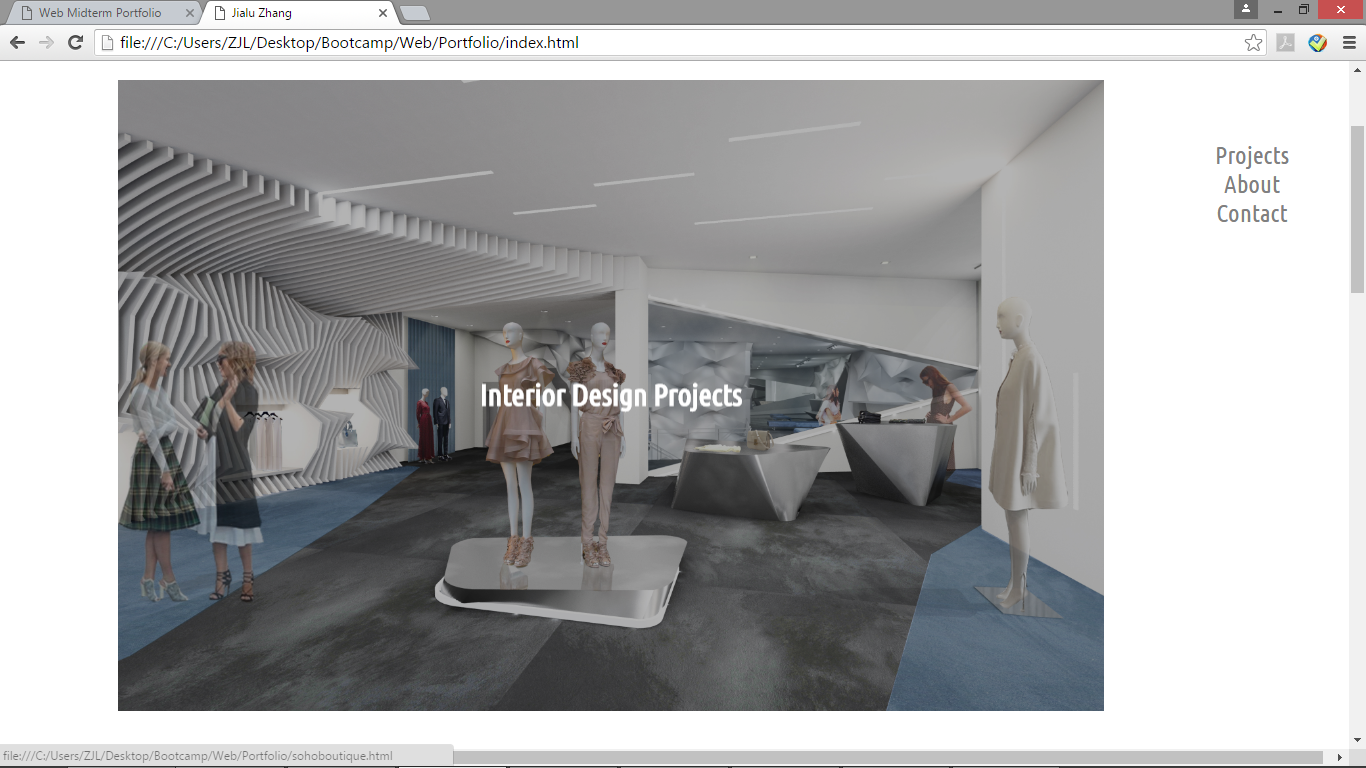 Web Midterm Portfolio
Jialu Zhang
file:///C:/Users/ZJL/Desktop/Bootcamp/Web/Portfolio/index.html
Projects
About
Contact
Interior Design Projects
file:///C:/Users/ZJL/Desktop/Bootcamp/Web/Portfolio/sohoboutique.html